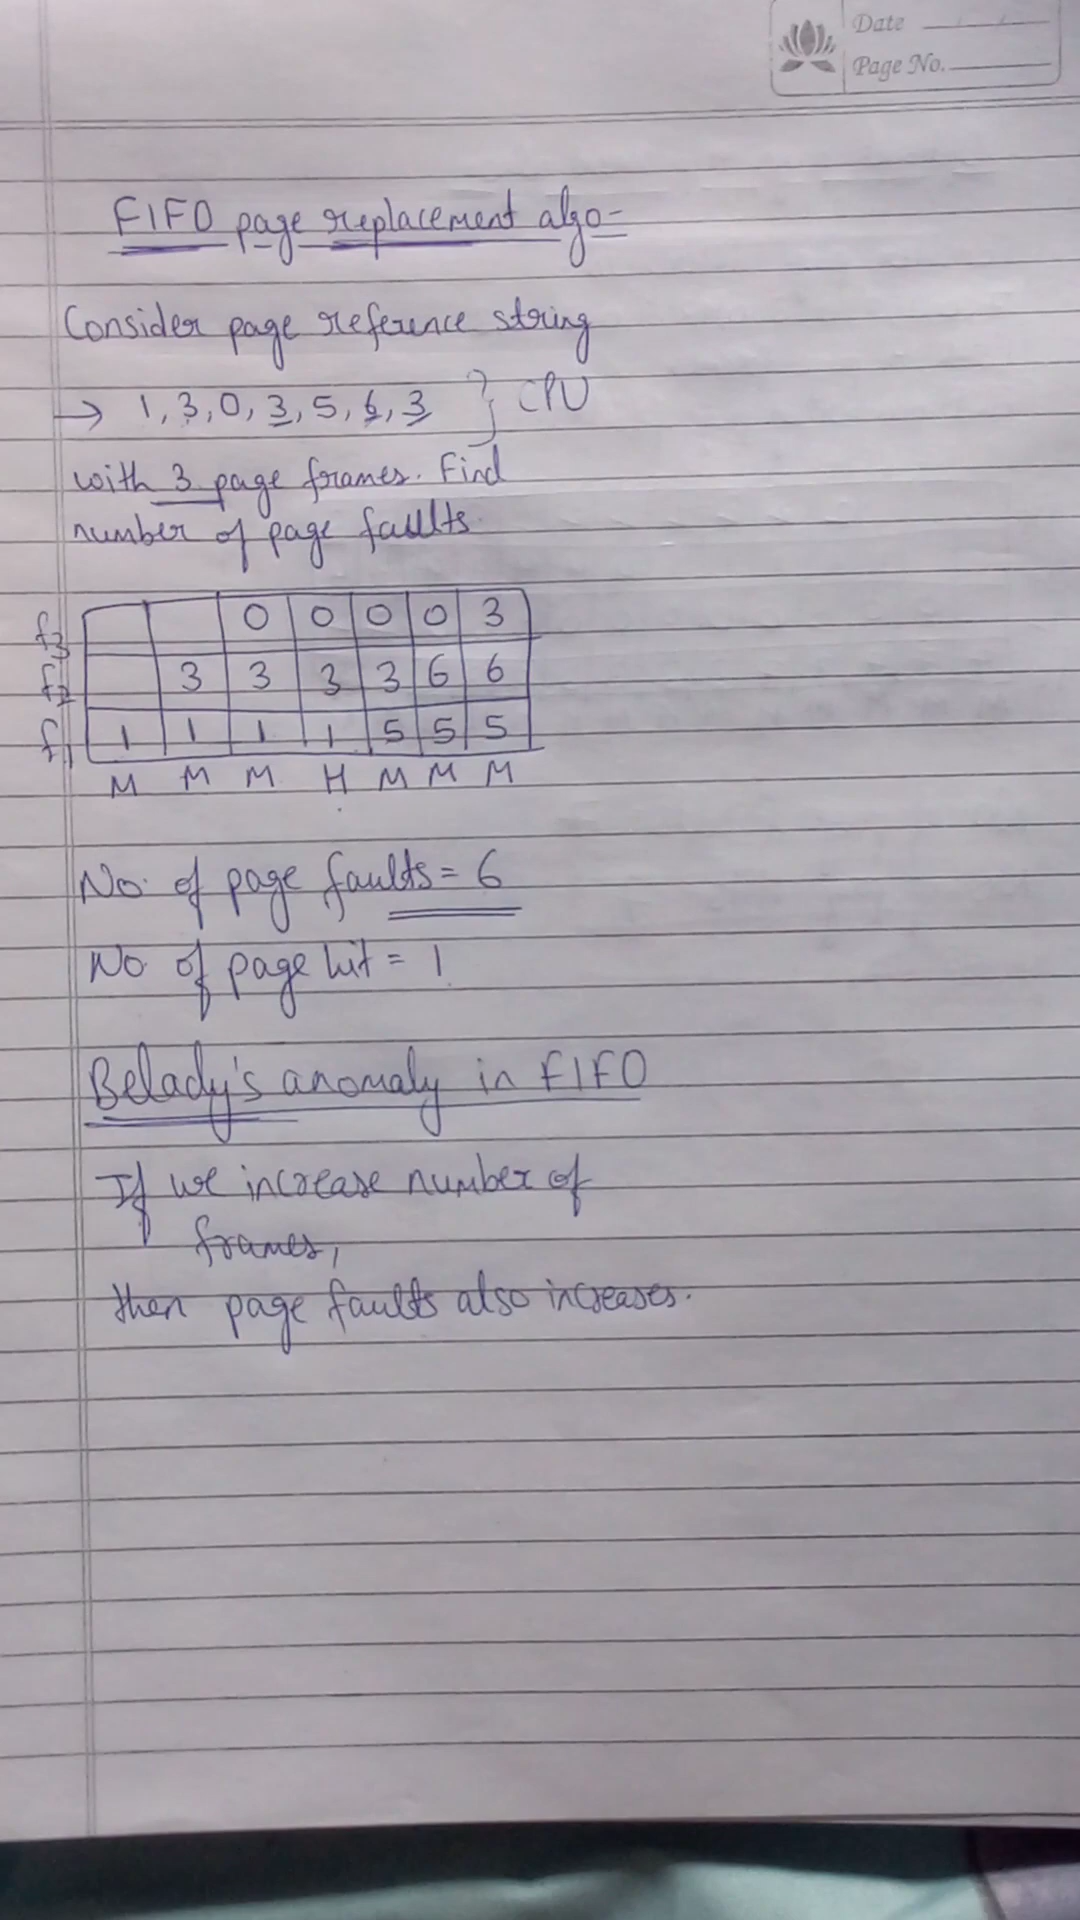 Date
Page No.
FIFO page replacement algo-
Consider page reference string
→ 1, 3, 0, 3, 5, 6, 3 } CPU
with 3 page frames. Find
number of page faults.
f3 0 0 0 0 3
f2 3 3 3 3 6 6
f1 1 1 1 1 5 5 5
M M M H M M M
No. of page faults = 6
No of page hit = 1
Belady's anomaly in FIFO
If we increase number of
frames,
then page faults also increases.